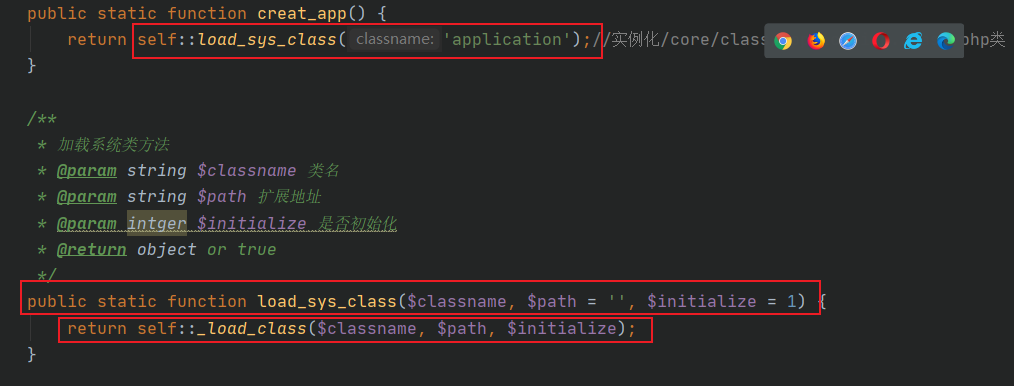 public static function creat_app() {
return self::load_sys_class( classname: 'application');//实例化/core/class php类
}
/**
* 加载系统类方法
* @param string $classname 类名
* @param string $path 扩展地址
* @param intger $initialize 是否初始化
* @return object or true
*/
public static function load_sys_class($classname, $path = '', $initialize = 1) {
return self::_load_class($classname, $path, $initialize);
}